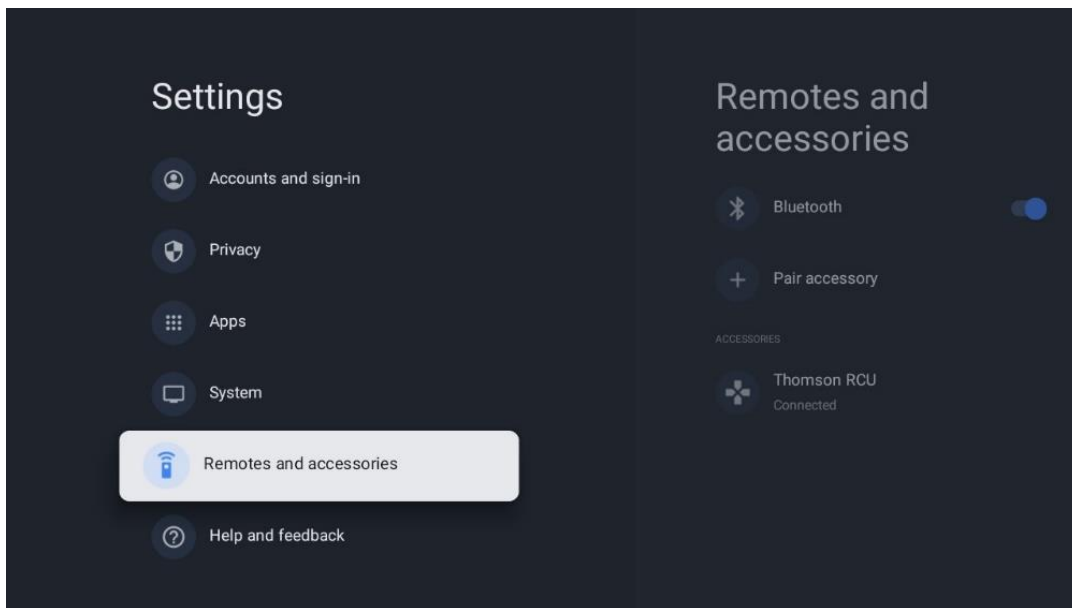 Settings
Accounts and sign-in
Privacy
Apps
System
Remotes and accessories
Help and feedback
Remotes and
accessories
Bluetooth
Pair accessory
ACCESSORIES
Thomson RCU
Connected